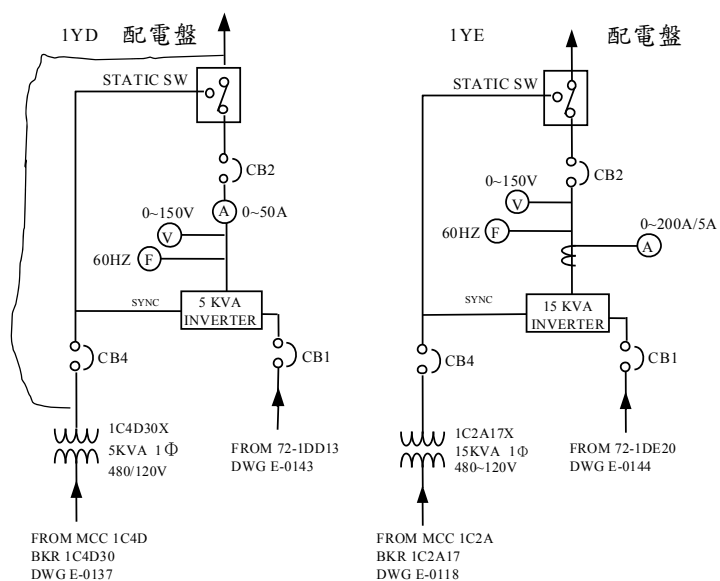 1YD 配電盤
STATIC SW
CB2
0~150V
A
0~50A
V
60HZ
F
SYNC
5 KVA
INVERTER
CB4
CB1
1C4D30X
5KVA 1Φ
480/120V
FROM 72-1DD13
DWG E-0143
FROM MCC 1C4D
BKR 1C4D30
DWG E-0137
1YE 配電盤
STATIC SW
CB2
0~150V
V
60HZ
F
0~200A/5A
A
SYNC
15 KVA
INVERTER
CB4
CB1
1C2A17X
15KVA 1Φ
480~120V
FROM 72-1DE20
DWG E-0144
FROM MCC 1C2A
BKR 1C2A17
DWG E-0118